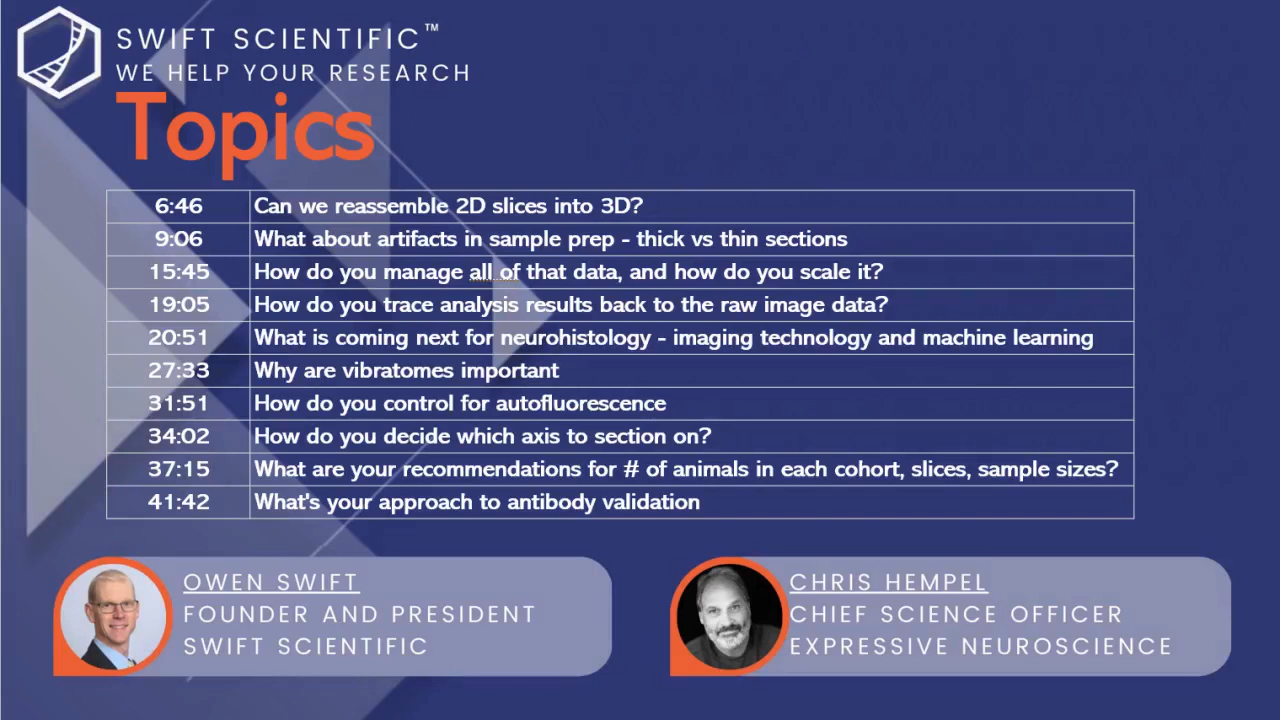 SWIFT SCIENTIFIC™
WE HELP YOUR RESEARCH
Topics
6:46 Can we reassemble 2D slices into 3D?
9:06 What about artifacts in sample prep - thick vs thin sections
15:45 How do you manage all of that data, and how do you scale it?
19:05 How do you trace analysis results back to the raw image data?
20:51 What is coming next for neurohistology - imaging technology and machine learning
27:33 Why are vibratomes important
31:51 How do you control for autofluorescence
34:02 How do you decide which axis to section on?
37:15 What are your recommendations for # of animals in each cohort, slices, sample sizes?
41:42 What's your approach to antibody validation
OWEN SWIFT
FOUNDER AND PRESIDENT
SWIFT SCIENTIFIC
CHRIS HEMPEL
CHIEF SCIENCE OFFICER
EXPRESSIVE NEUROSCIENCE